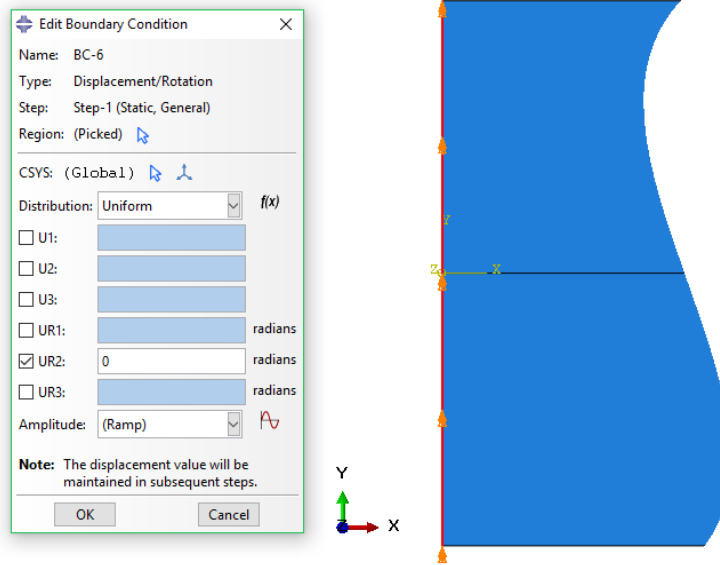 Edit Boundary Condition
Name: BC-6
Type: Displacement/Rotation
Step: Step-1 (Static, General)
Region: (Picked)
CSYS: (Global)
Distribution: Uniform f(x)
U1:
U2:
U3:
UR1: radians
UR2: 0 radians
UR3: radians
Amplitude: (Ramp)
Note: The displacement value will be
maintained in subsequent steps.
OK Cancel
Y
Z X
Y
X